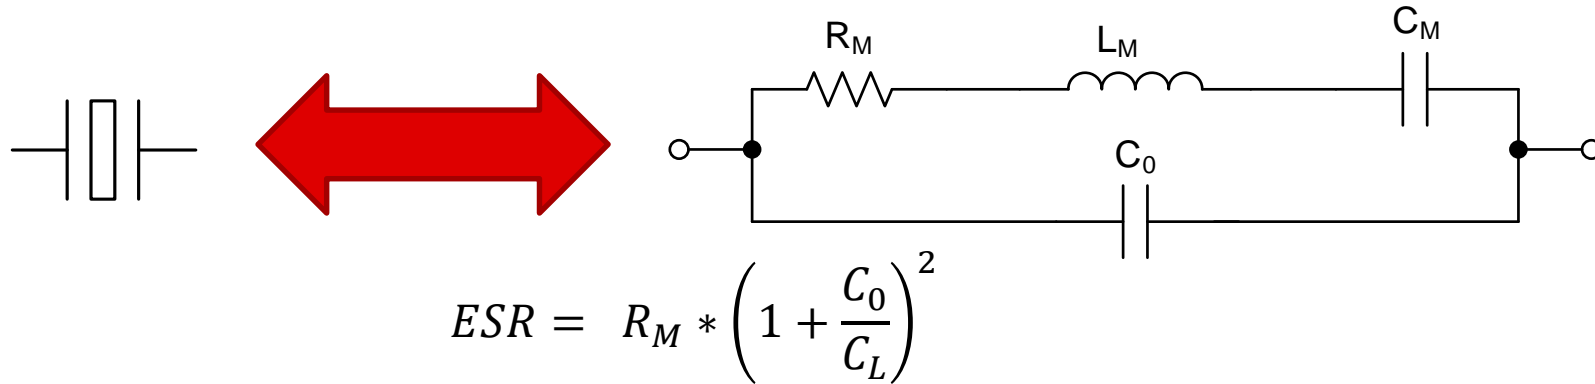 R_M
L_M
C_M
C_0
ESR = R_M * (1 + C_0/C_L)^2